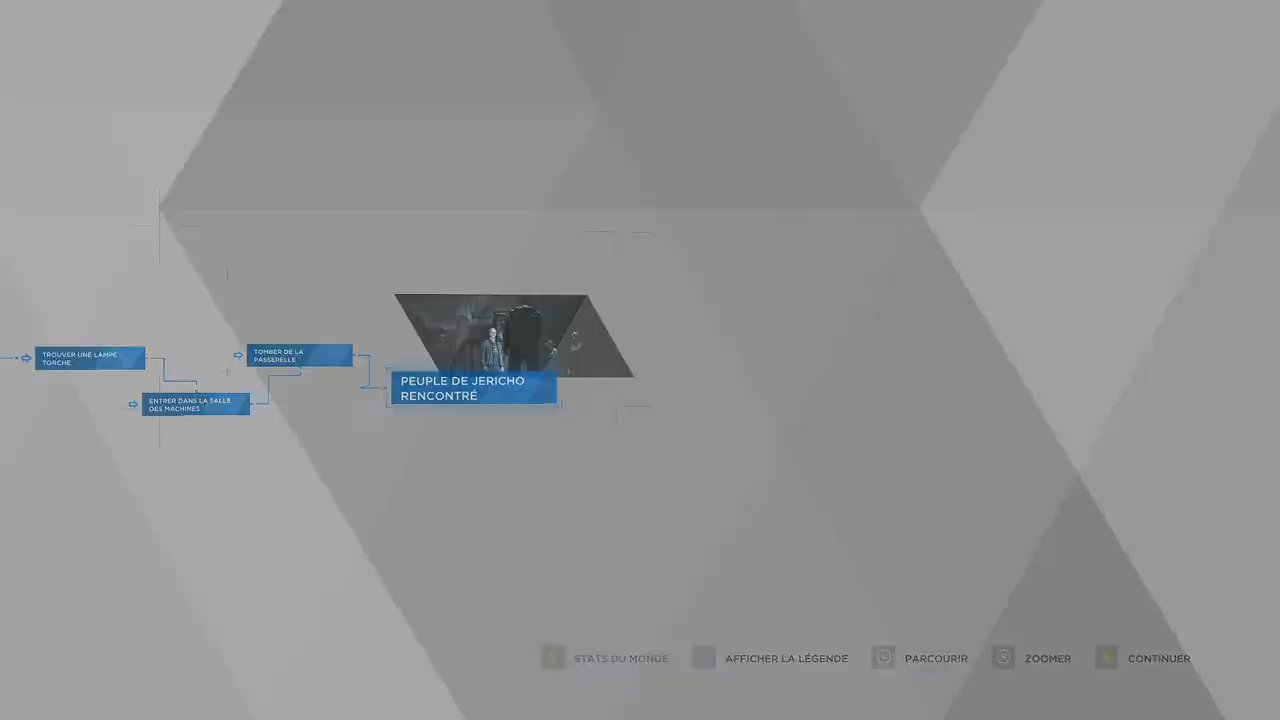 TROUVER UNE LAMPE
TORCHE
ENTRER DANS LA SALLE
DES MACHINES
TOMBER DE LA
PASSERELLE
PEUPLE DE JERICHO
RENCONTRÉ
STATS DU MONDE
AFFICHER LA LÉGENDE
PARCOURIR
R
ZOOMER
CONTINUER